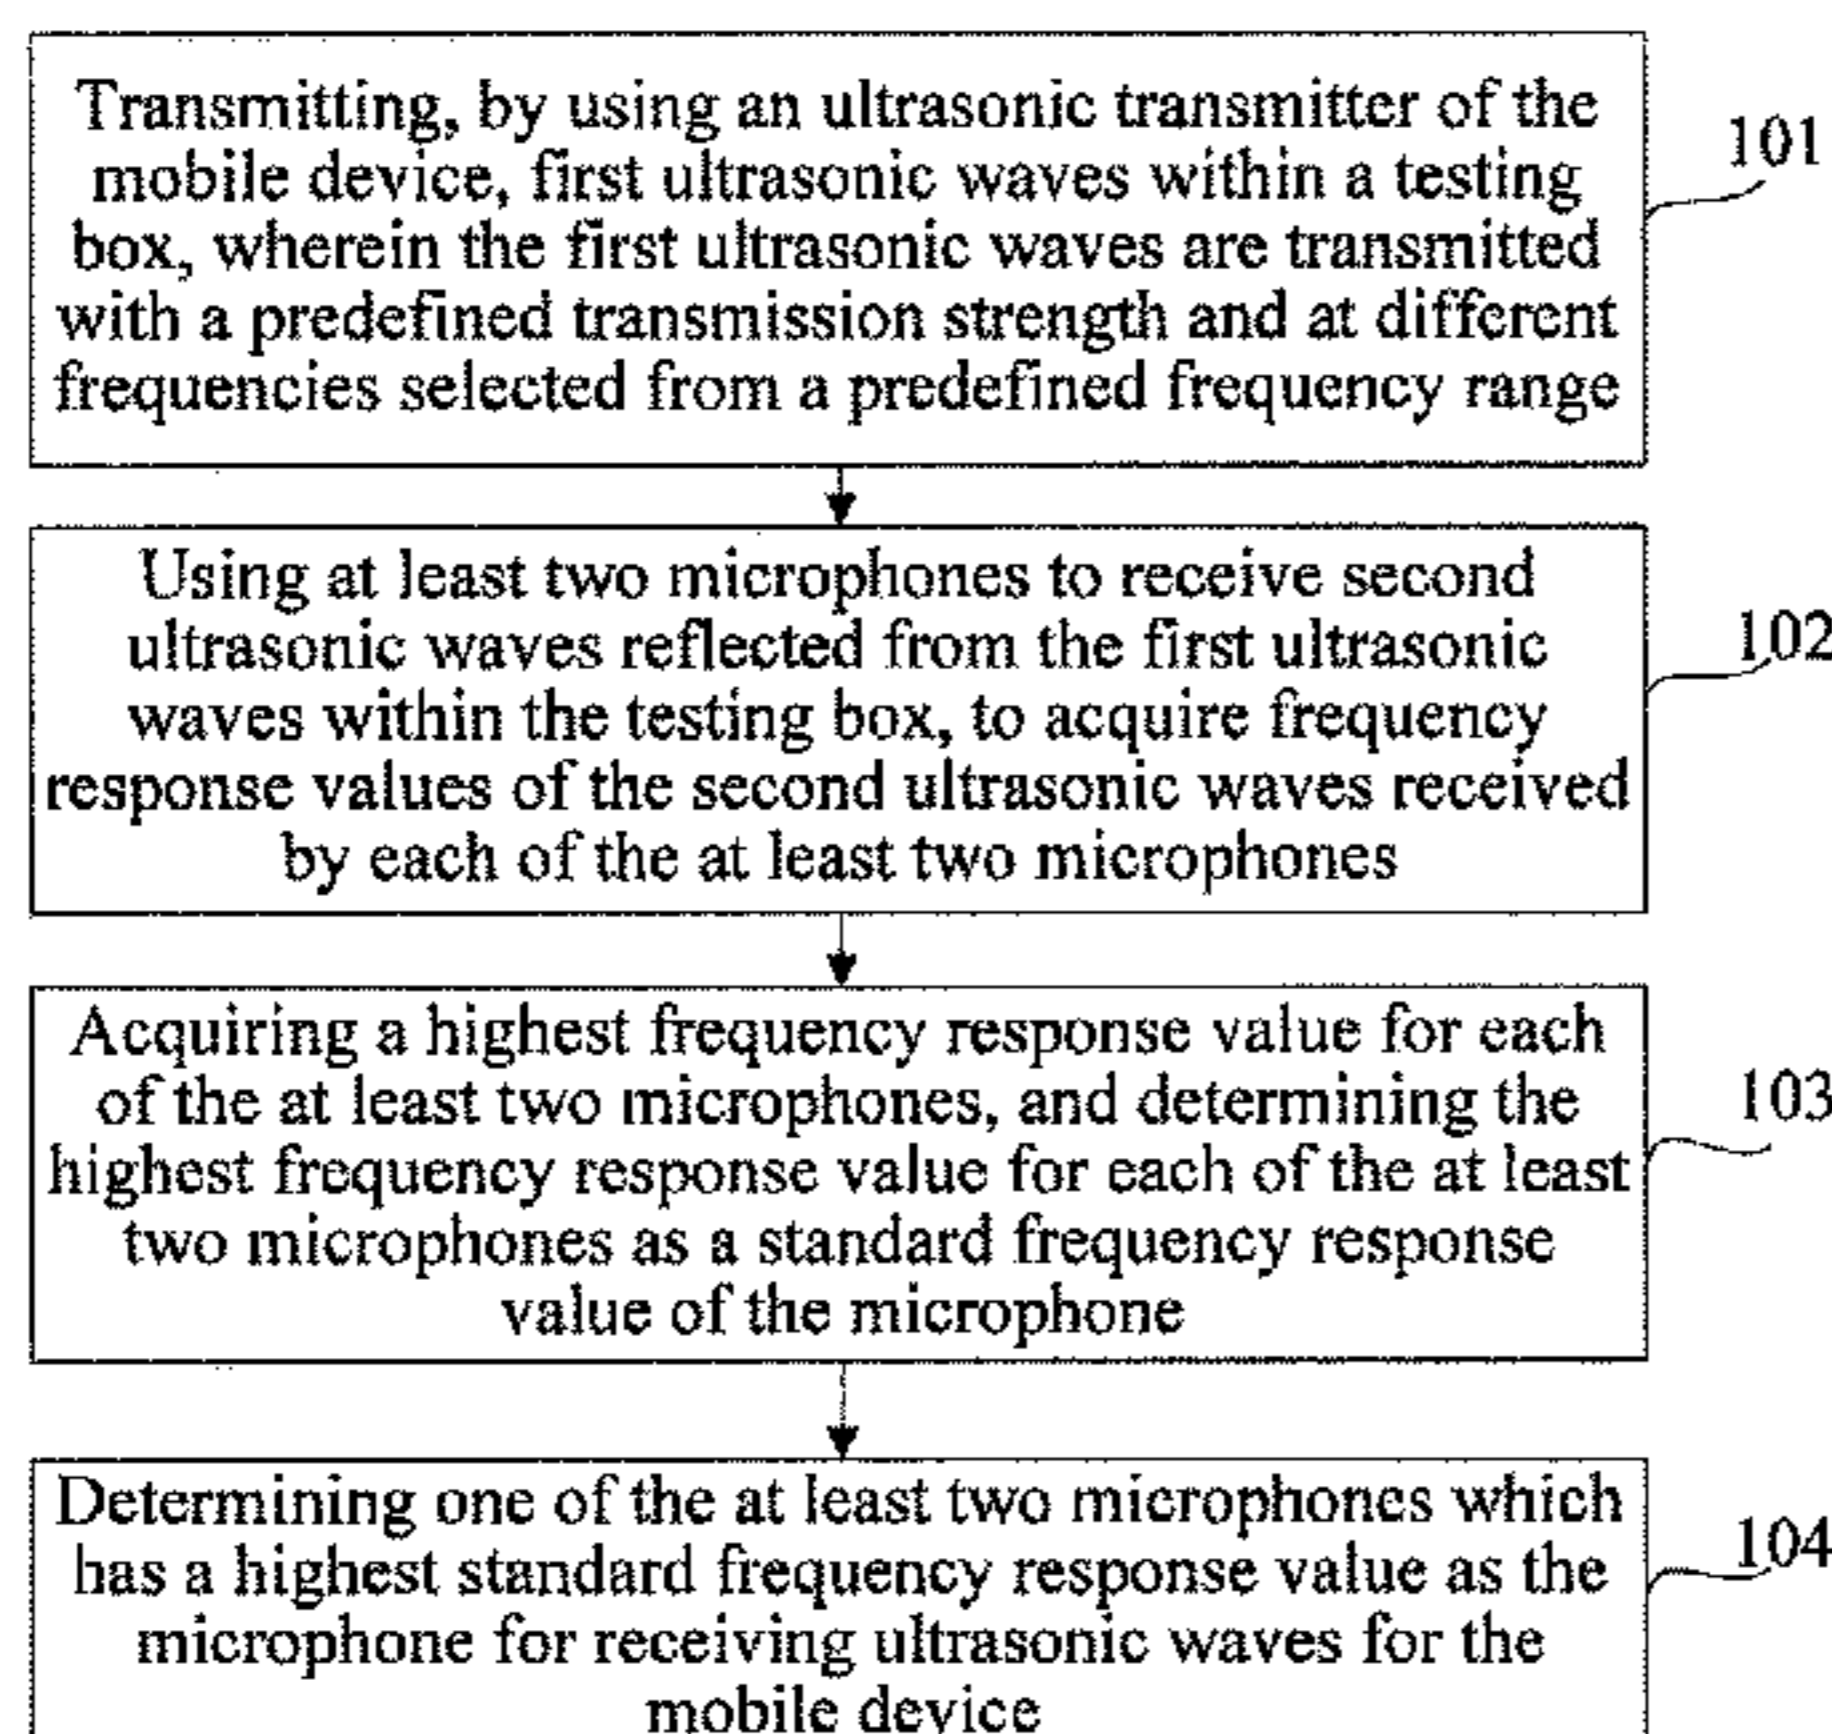 Transmitting, by using an ultrasonic transmitter of the
mobile device, first ultrasonic waves within a testing
box, wherein the first ultrasonic waves are transmitted
with a predefined transmission strength and at different
frequencies selected from a predefined frequency range
101
Using at least two microphones to receive second
ultrasonic waves reflected from the first ultrasonic
waves within the testing box, to acquire frequency
response values of the second ultrasonic waves received
by each of the at least two microphones
102
Acquiring a highest frequency response value for each
of the at least two microphones, and determining the
highest frequency response value for each of the at least
two microphones as a standard frequency response
value of the microphone
103
Determining one of the at least two microphones which
has a highest standard frequency response value as the
microphone for receiving ultrasonic waves for the
mobile device
104